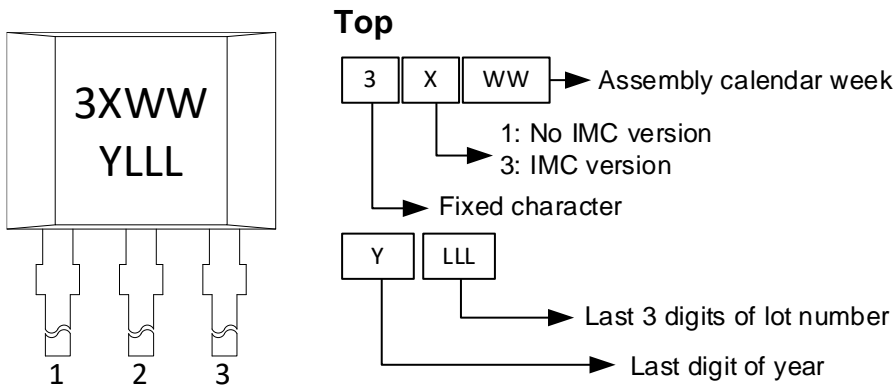 Top
3XWW
YLLL
3 X WW Assembly calendar week
1: No IMC version
3: IMC version
Fixed character
Y LLL
Last 3 digits of lot number
Last digit of year
1 2 3